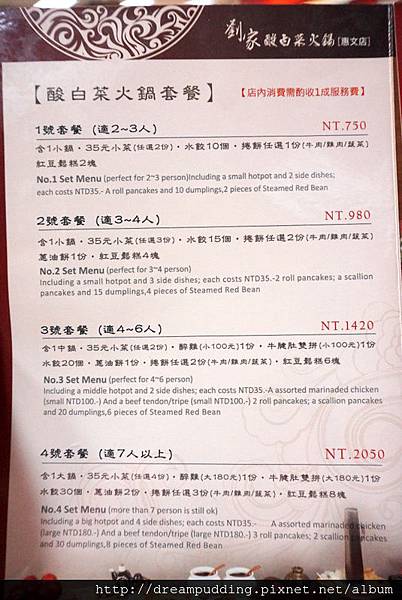 劉家酸白菜火鍋[惠文店]
【酸白菜火鍋套餐】
【店內消費需酌收1成服務費】
1號套餐 (適2~3人) NT.750
含1小鍋‧35元小菜(任選2份)‧水餃10個‧捲餅任選1份(牛肉/雞肉/蔬菜)
紅豆鬆糕2塊
No.1 Set Menu (perfect for 2~3 person)Including a small hotpot and 2 side dishes;
each costs NTD35.- A roll pancakes and 10 dumplings,2 pieces of Steamed Red Bean
2號套餐 (適3~4人) NT.980
含1小鍋‧35元小菜(任選3份)‧水餃15個‧捲餅任選2份(牛肉/雞肉/蔬菜)
蔥油餅1份‧紅豆鬆糕4塊
No.2 Set Menu (perfect for 3~4 person)
Including a small hotpot and 3 side dishes; each costs NTD35.-2 roll pancakes; a scallion
pancakes and 15 dumplings,4 pieces of Steamed Red Bean
3號套餐 (適4~6人) NT.1420
含1中鍋‧35元小菜(任選3份)‧醉雞(小100元)1份‧牛腱肚雙拼(小100元)1份
水餃20個‧蔥油餅1份‧捲餅任選2份(牛肉/雞肉/蔬菜)‧紅豆鬆糕6塊
No.3 Set Menu (perfect for 4~6 person)
Including a middle hotpot and 3 side dishes; each costs NTD35.-A assorted marinaded chicken
(small NTD100.-) And a beef tendon/tripe (small NTD100.-) 2 roll pancakes; a scallion pancakes
and 20 dumplings,6 pieces of Steamed Red Bean
4號套餐 (適7人以上) NT.2050
含1大鍋‧35元小菜(任選4份)‧醉雞(大180元)1份‧牛腱肚雙拼(大180元)1份
水餃30個‧蔥油餅2份‧捲餅任選3份(牛肉/雞肉/蔬菜)‧紅豆鬆糕8塊
No.4 Set Menu (more than 7 person is still ok)
Including a big hotpot and 4 side dishes; each costs NTD35.- A assorted marinaded chicken
(large NTD180.-) And a beef tendon/tripe (large NTD180.-) 3 roll pancakes; 2 scallion pancakes
and 30 dumplings,8 pieces of Steamed Red Bean
http://dreampudding.pixnet.net/album